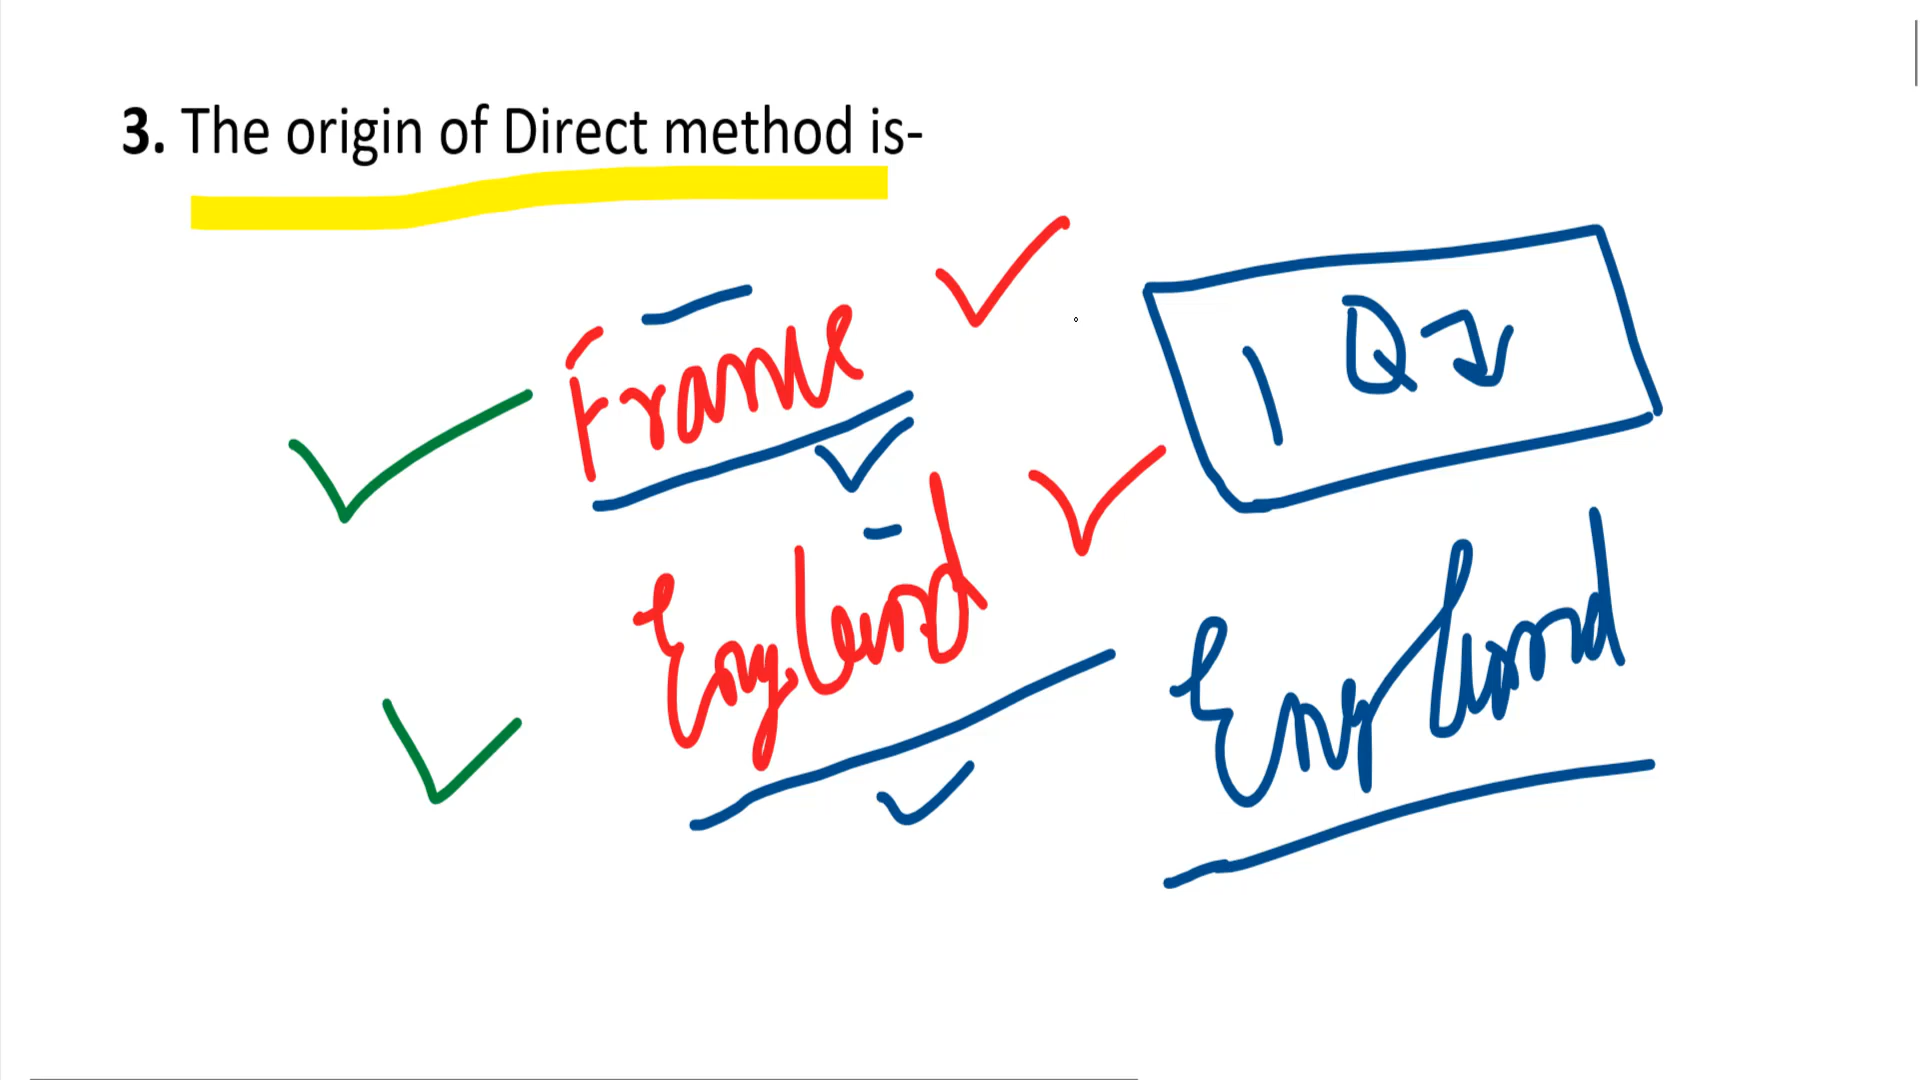 3. The origin of Direct method is-
France
England
1 Q
England